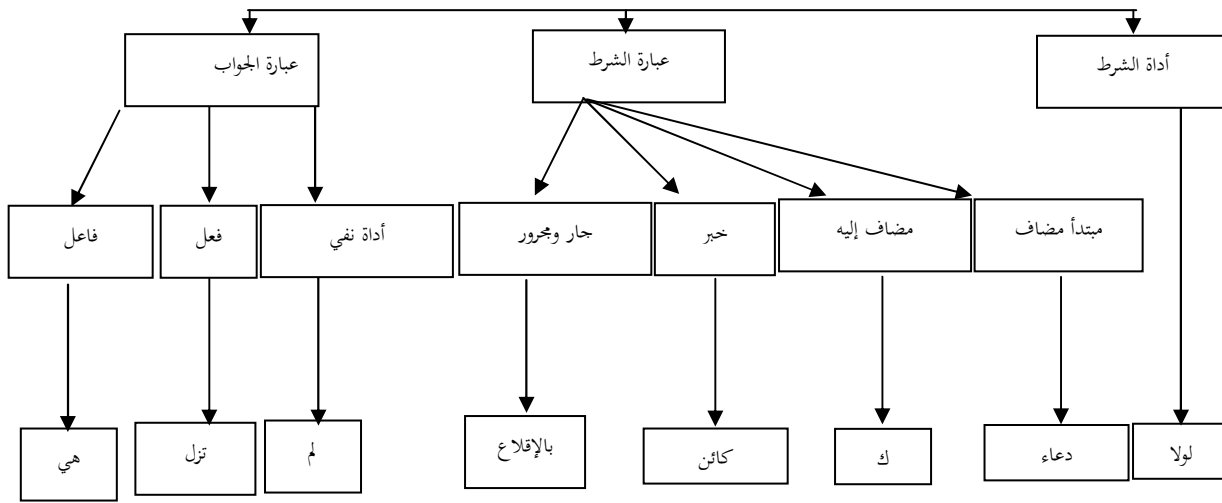 أداة الشرط
عبارة الشرط
عبارة الجواب
مبتدأ مضاف
مضاف إليه
خبر
جار ومجرور
أداة نفي
فعل
فاعل
لولا
دعاء
ك
كائن
بالإقلاع
لم
تزل
هي